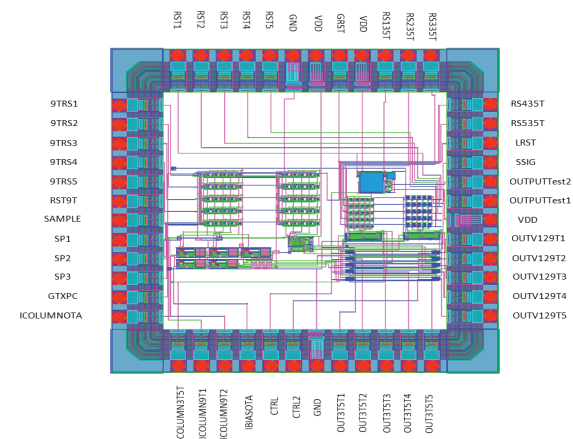 RST1
RST2
RST3
RST4
RST5
GND
VDD
GRST
VDD
RS135T
RS235T
RS335T
9TRS1
9TRS2
9TRS3
9TRS4
9TRS5
RST9T
SAMPLE
SP1
SP2
SP3
GTXPC
ICOLUMNOTA
RS435T
RS535T
LRST
SSIG
OUTPUTTest2
OUTPUTTest1
VDD
OUTV129T1
OUTV129T2
OUTV129T3
OUTV129T4
OUTV129T5
COLUMN3T5T
ICOLUMN9T1
ICOLUMN9T2
IBIASOTA
CTRL
CTRL2
GND
OUT3T5T1
OUT3T5T2
OUT3T5T3
OUT3T5T4
OUT3T5T5